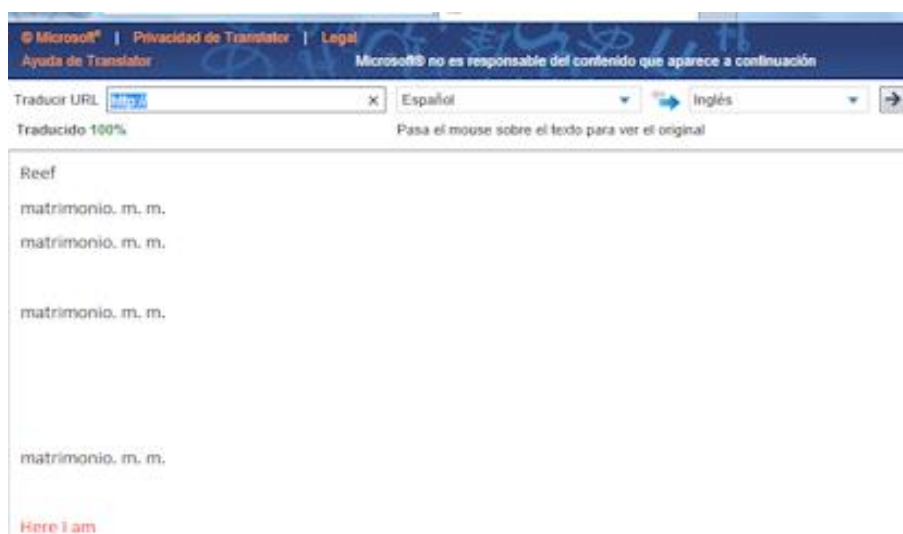 © Microsoft® | Privacidad de Translator | Legal
Ayuda de Translator Microsoft® no es responsable del contenido que aparece a continuación
Traducir URL http:// × Español Inglés
Traducido 100% Pasa el mouse sobre el texto para ver el original
Reef
matrimonio. m. m.
matrimonio. m. m.
matrimonio. m. m.
matrimonio. m. m.
Here I am